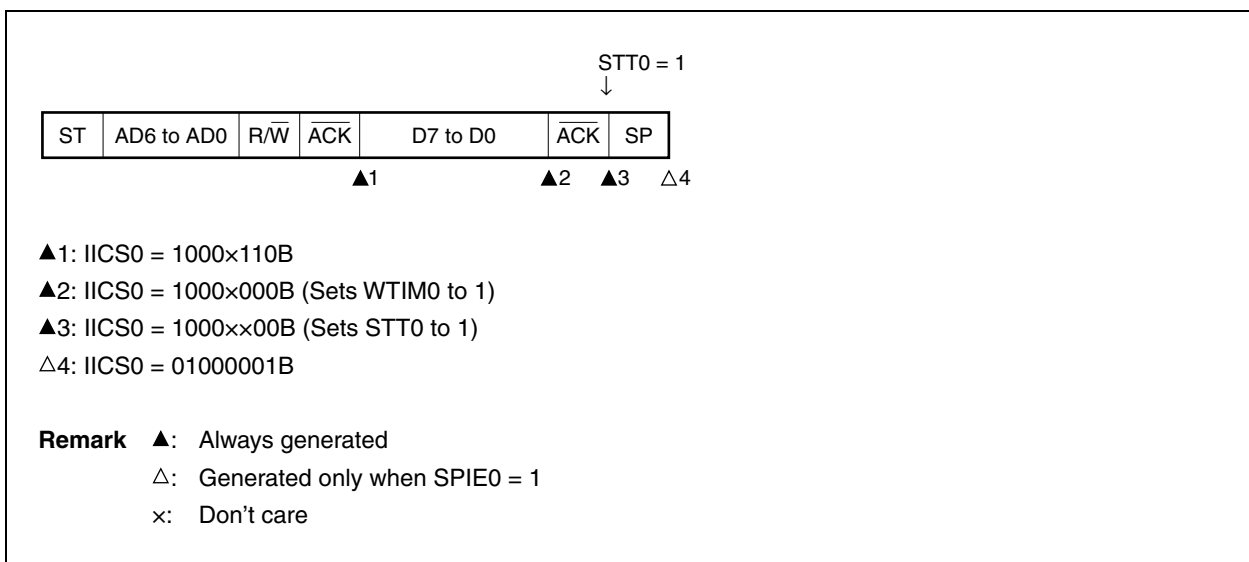 STT0 = 1
↓
ST AD6 to AD0 R/W̅ A̅C̅K̅ D7 to D0 A̅C̅K̅ SP
▲1 ▲2 ▲3 △4
▲1: IICS0 = 1000×110B
▲2: IICS0 = 1000×000B (Sets WTIM0 to 1)
▲3: IICS0 = 1000××00B (Sets STT0 to 1)
△4: IICS0 = 01000001B
Remark ▲: Always generated
△: Generated only when SPIE0 = 1
×: Don't care